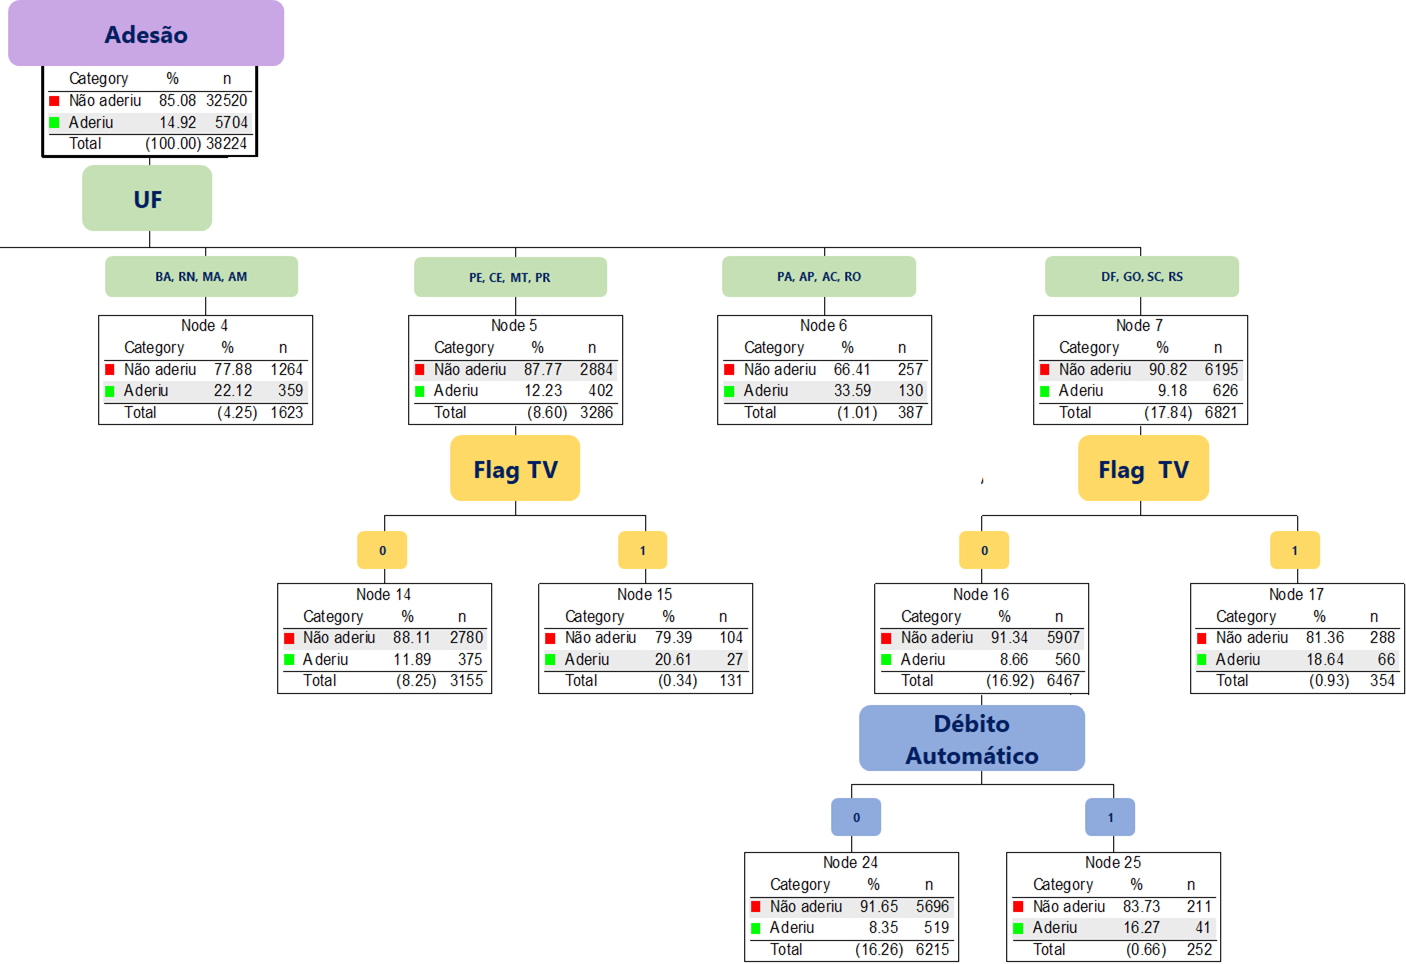 Adesão
Category % n
Não aderiu 85.08 32520
Aderiu 14.92 5704
Total (100.00) 38224
UF
BA, RN, MA, AM
PE, CE, MT, PR
PA, AP, AC, RO
DF, GO, SC, RS
Node 4
Category % n
Não aderiu 77.88 1264
Aderiu 22.12 359
Total (4.25) 1623
Node 5
Category % n
Não aderiu 87.77 2884
Aderiu 12.23 402
Total (8.60) 3286
Node 6
Category % n
Não aderiu 66.41 257
Aderiu 33.59 130
Total (1.01) 387
Node 7
Category % n
Não aderiu 90.82 6195
Aderiu 9.18 626
Total (17.84) 6821
Flag TV
Flag TV
0
1
0
1
Node 14
Category % n
Não aderiu 88.11 2780
Aderiu 11.89 375
Total (8.25) 3155
Node 15
Category % n
Não aderiu 79.39 104
Aderiu 20.61 27
Total (0.34) 131
Node 16
Category % n
Não aderiu 91.34 5907
Aderiu 8.66 560
Total (16.92) 6467
Node 17
Category % n
Não aderiu 81.36 288
Aderiu 18.64 66
Total (0.93) 354
Débito
Automático
0
1
Node 24
Category % n
Não aderiu 91.65 5696
Aderiu 8.35 519
Total (16.26) 6215
Node 25
Category % n
Não aderiu 83.73 211
Aderiu 16.27 41
Total (0.66) 252